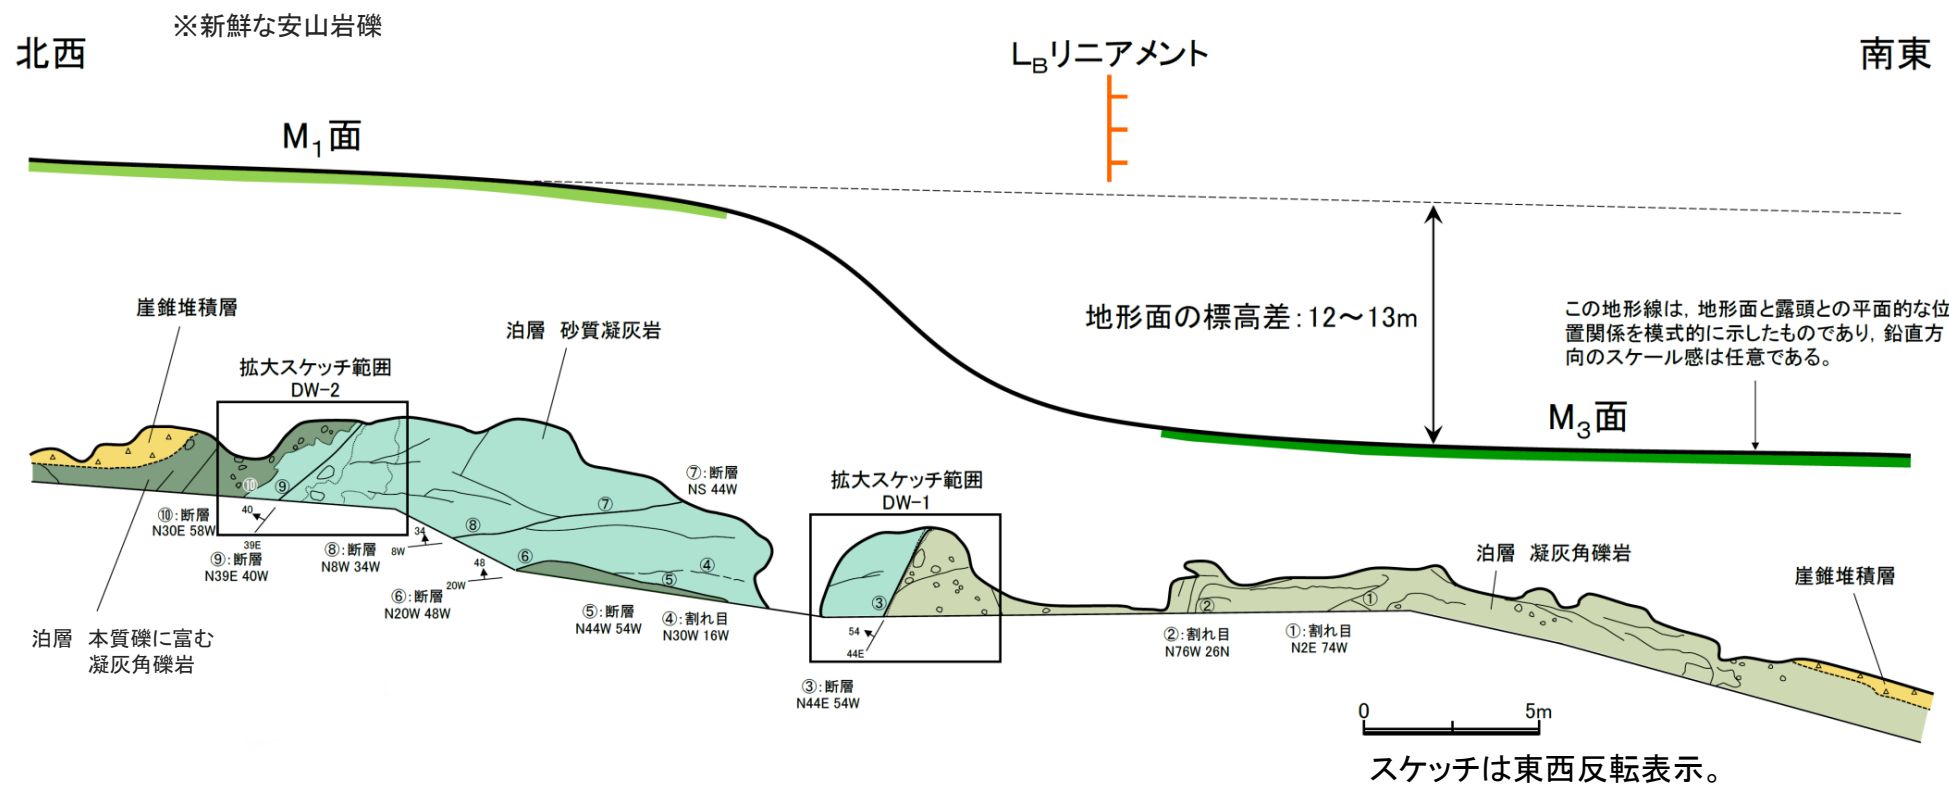 ※新鮮な安山岩礫
北西
LBリニアメント
南東
M1面
崖錐堆積層
泊層 砂質凝灰岩
地形面の標高差：12～13m
この地形線は，地形面と露頭との平面的な位
置関係を模式的に示したものであり，鉛直方
向のスケール感は任意である。
拡大スケッチ範囲
DW-2
M3面
⑦：断層
NS 44W
拡大スケッチ範囲
DW-1
⑩
⑨
⑦
⑧
⑥
⑤
④
③
②
①
⑩：断層
N30E 58W
40
39E
⑨：断層
N39E 40W
⑧：断層
N8W 34W
34
8W
48
20W
⑥：断層
N20W 48W
⑤：断層
N44W 54W
④：割れ目
N30W 16W
54
44E
③：断層
N44E 54W
②：割れ目
N76W 26N
①：割れ目
N2E 74W
泊層 凝灰角礫岩
崖錐堆積層
泊層 本質礫に富む
凝灰角礫岩
0 5m
スケッチは東西反転表示。